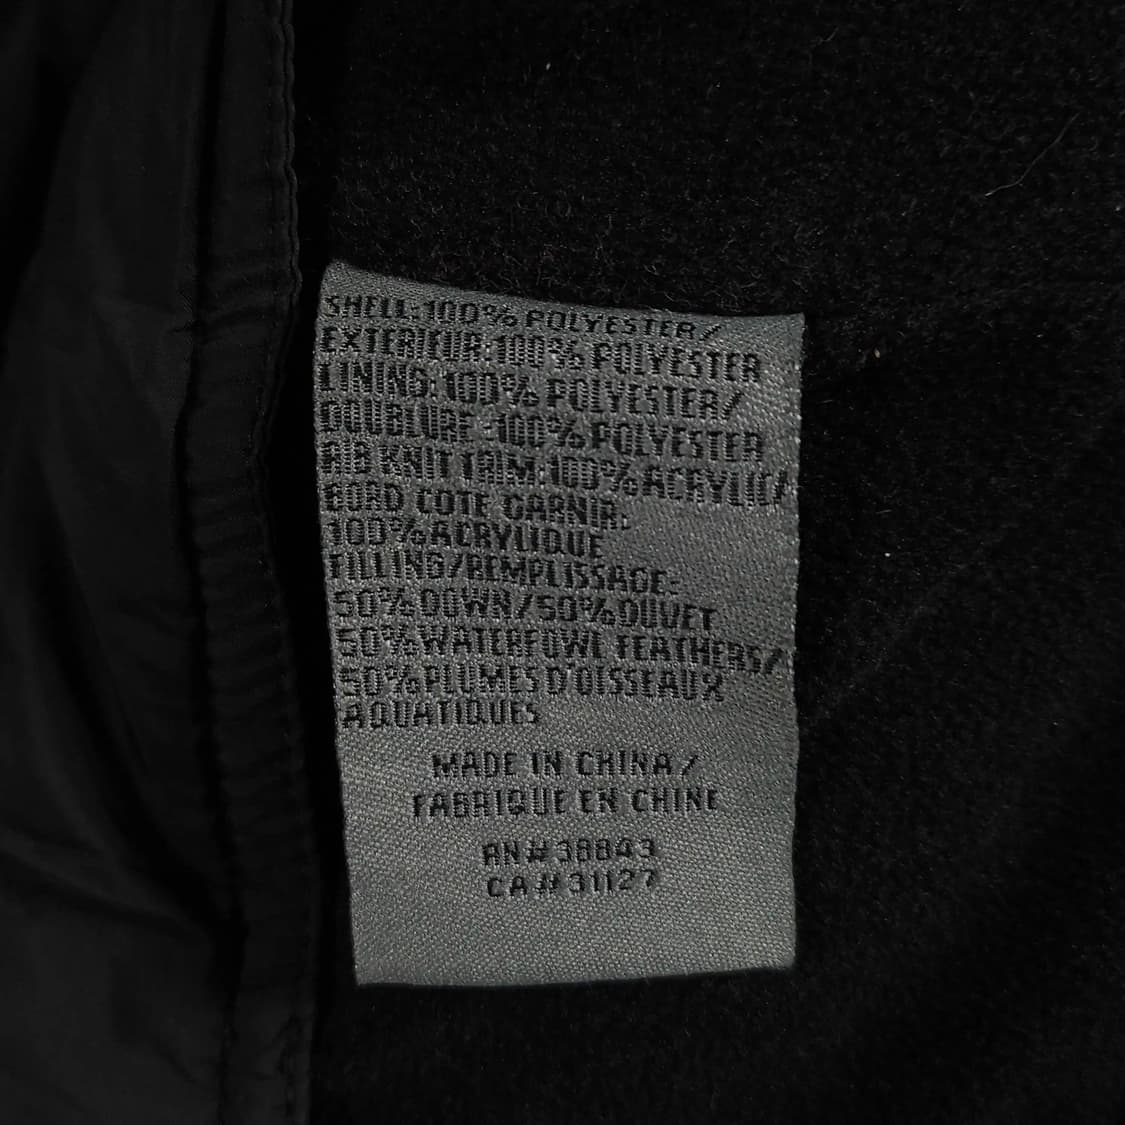 SHELL: 100% POLYESTER/
EXTERIEUR: 100% POLYESTER
LINING: 100% POLYESTER/
DOUBLURE: 100% POLYESTER
RIB KNIT TRIM: 100% ACRYLIC/
BORD COTE GARNIR:
100% ACRYLIQUE
FILLING/REMPLISSAGE:
50% DOWN/50% DUVET
50% WATERFOWL FEATHERS/
50% PLUMES D'OISSEAUX
AQUATIQUES
MADE IN CHINA/
FABRIQUE EN CHINE
RN#38843
CA#31127